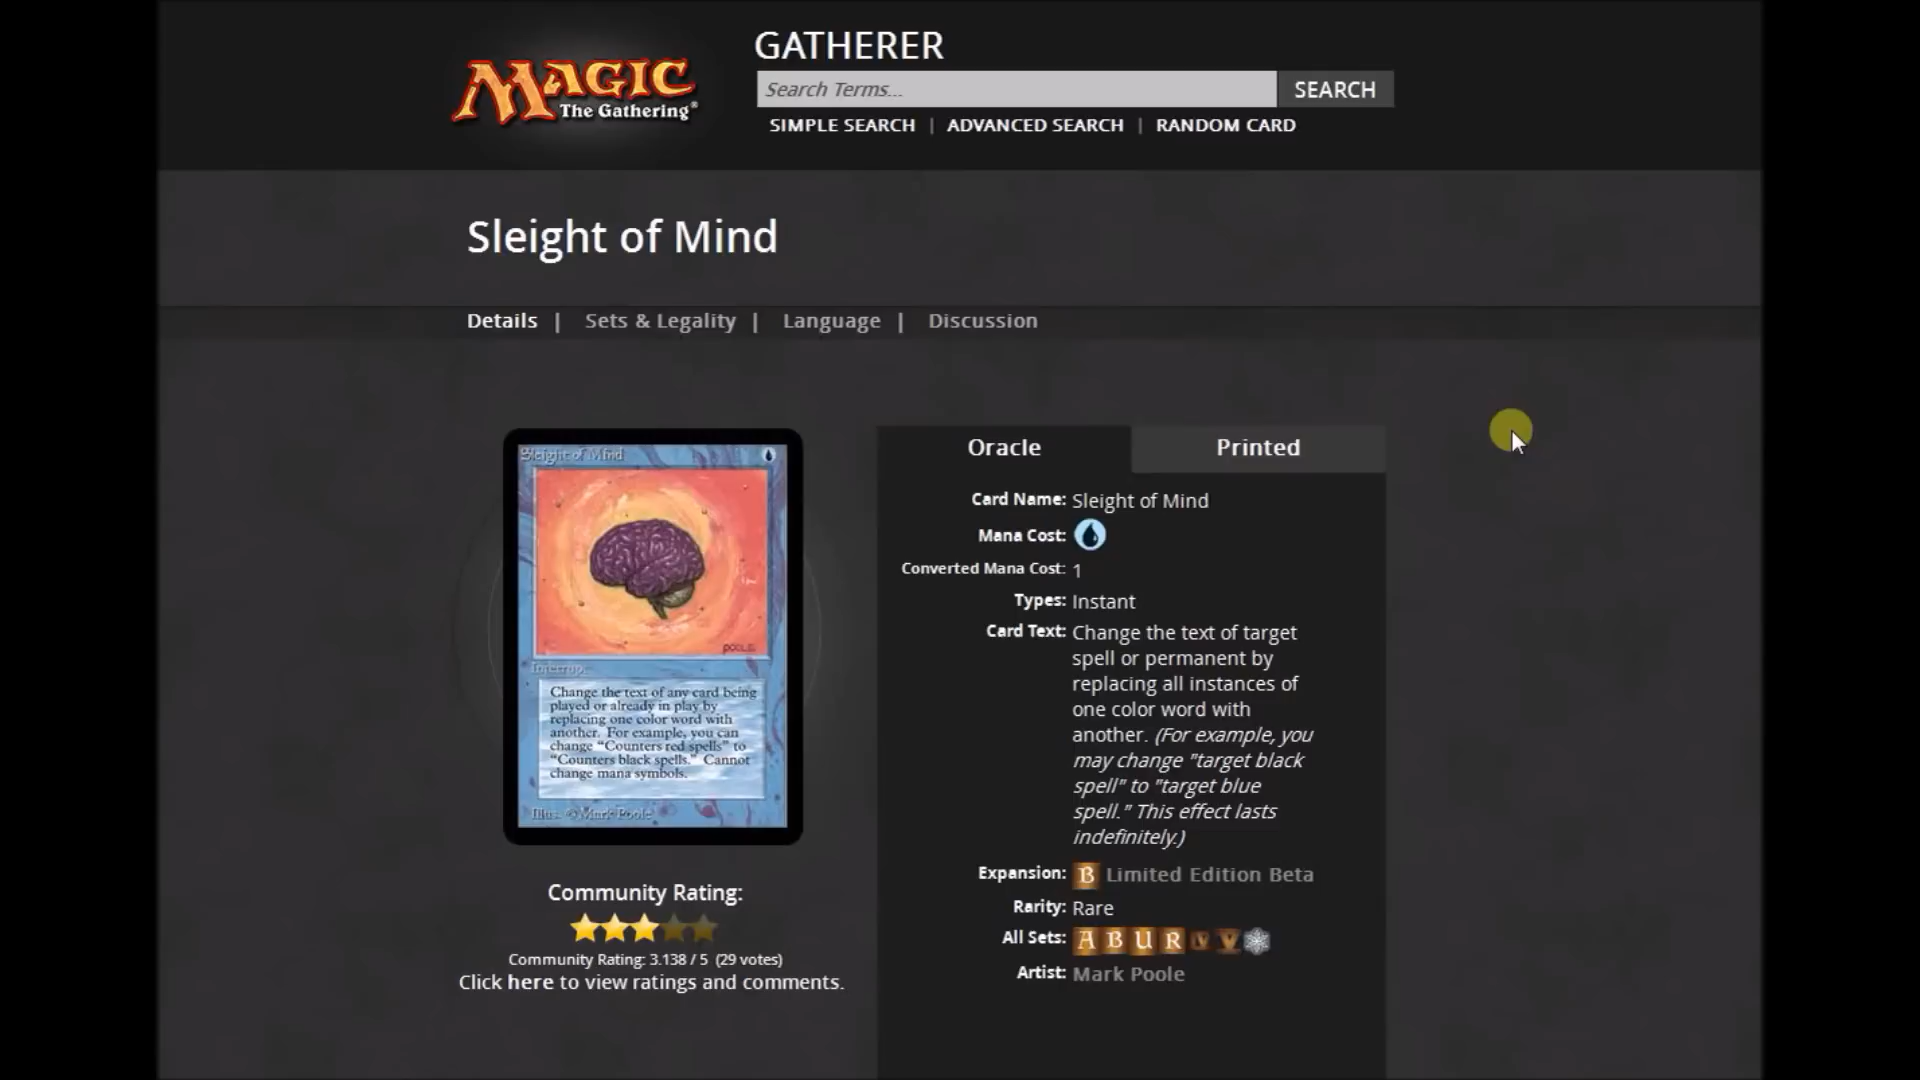 MAGIC
The Gathering®
GATHERER
Search Terms...
SEARCH
SIMPLE SEARCH | ADVANCED SEARCH | RANDOM CARD
Sleight of Mind
Details | Sets & Legality | Language | Discussion
Sleight of Mind
POOLE
Interrupt
Change the text of any card being
played or already in play by
replacing one color word with
another. For example, you can
change “Counters red spells” to
“Counters black spells.” Cannot
change mana symbols.
Illus. © Mark Poole
Community Rating:
Community Rating: 3.138 / 5 (29 votes)
Click here to view ratings and comments.
Oracle
Printed
Card Name: Sleight of Mind
Mana Cost:
Converted Mana Cost: 1
Types: Instant
Card Text: Change the text of target
spell or permanent by
replacing all instances of
one color word with
another. (For example, you
may change "target black
spell" to "target blue
spell." This effect lasts
indefinitely.)
Expansion: B Limited Edition Beta
Rarity: Rare
All Sets: A B U R IV V
Artist: Mark Poole